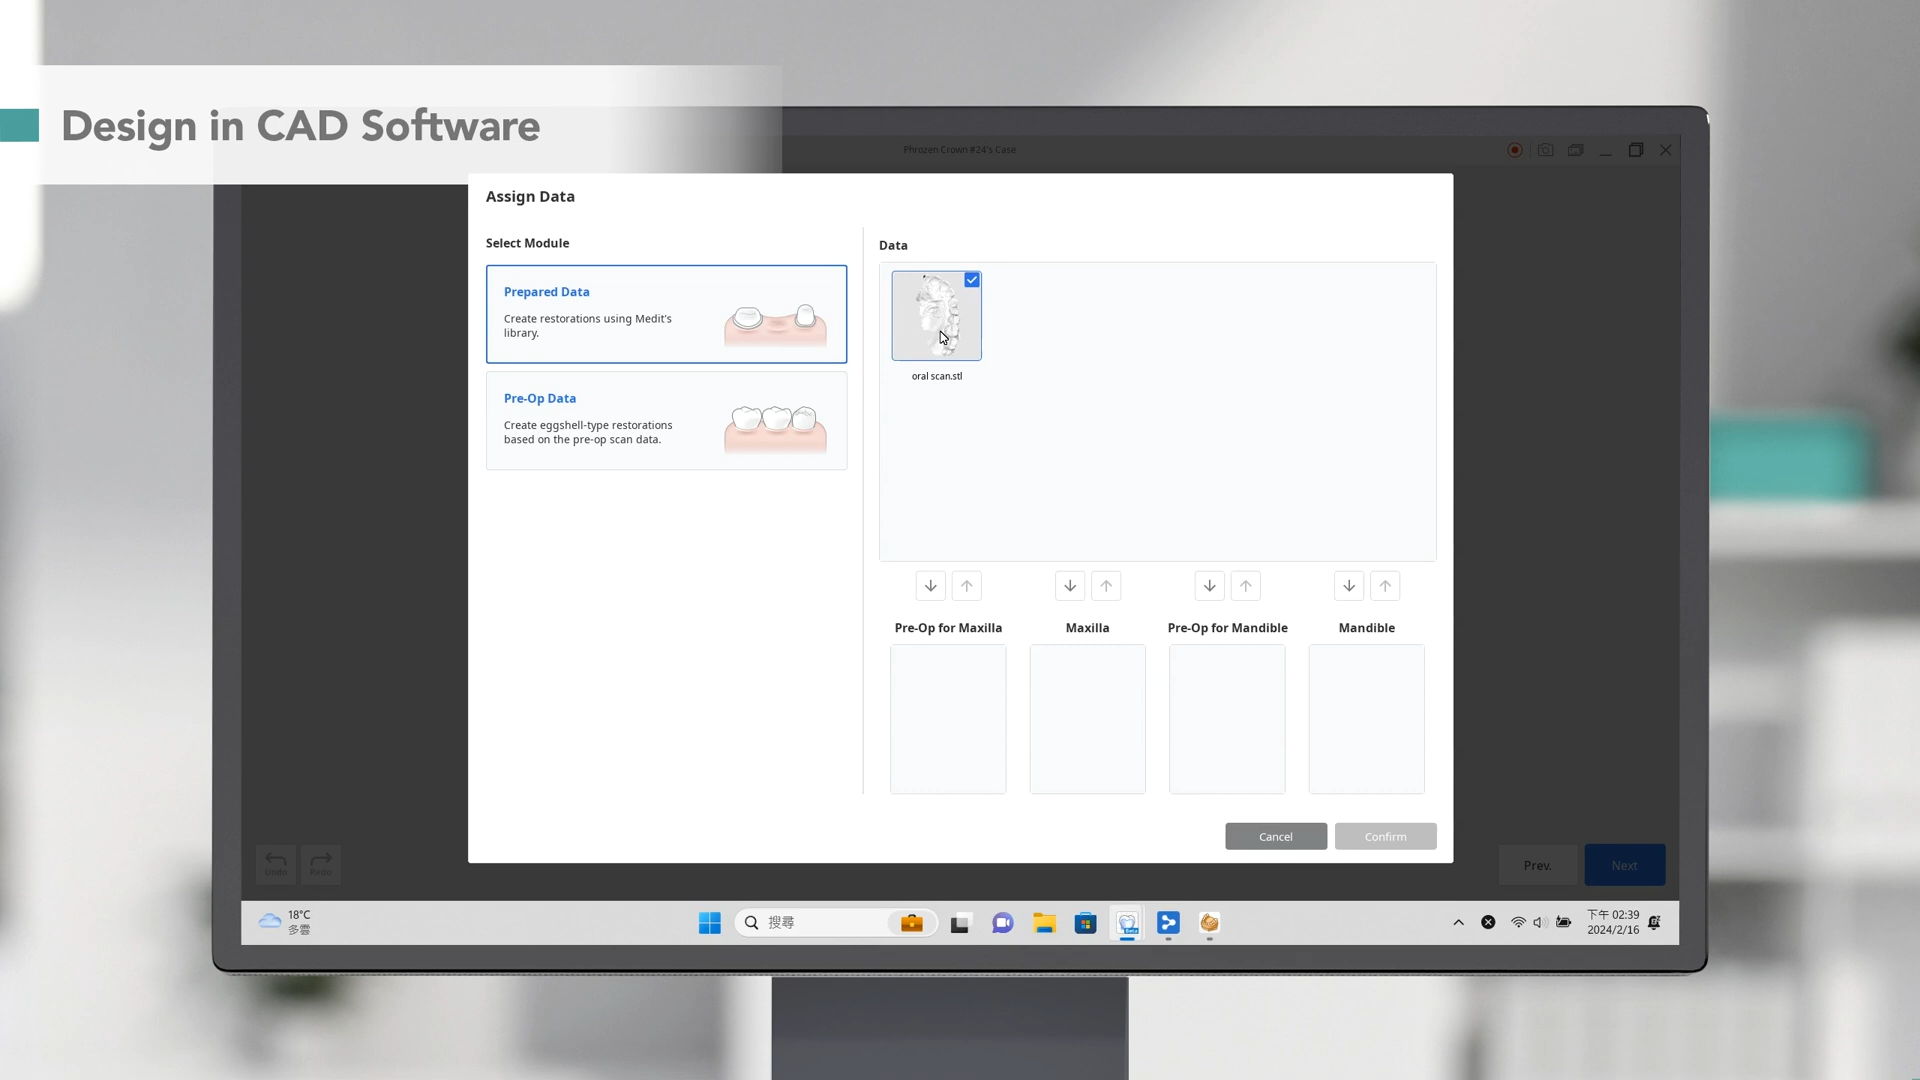 Design in CAD Software
Phrozen Crown #24's Case
Assign Data
Select Module
Prepared Data
Create restorations using Medit's
library.
Pre-Op Data
Create eggshell-type restorations
based on the pre-op scan data.
Data
oral scan.stl
Pre-Op for Maxilla
Maxilla
Pre-Op for Mandible
Mandible
Cancel
Confirm
Undo
Redo
Prev.
Next
18°C
多雲
搜尋
Beta
下午 02:39
2024/2/16